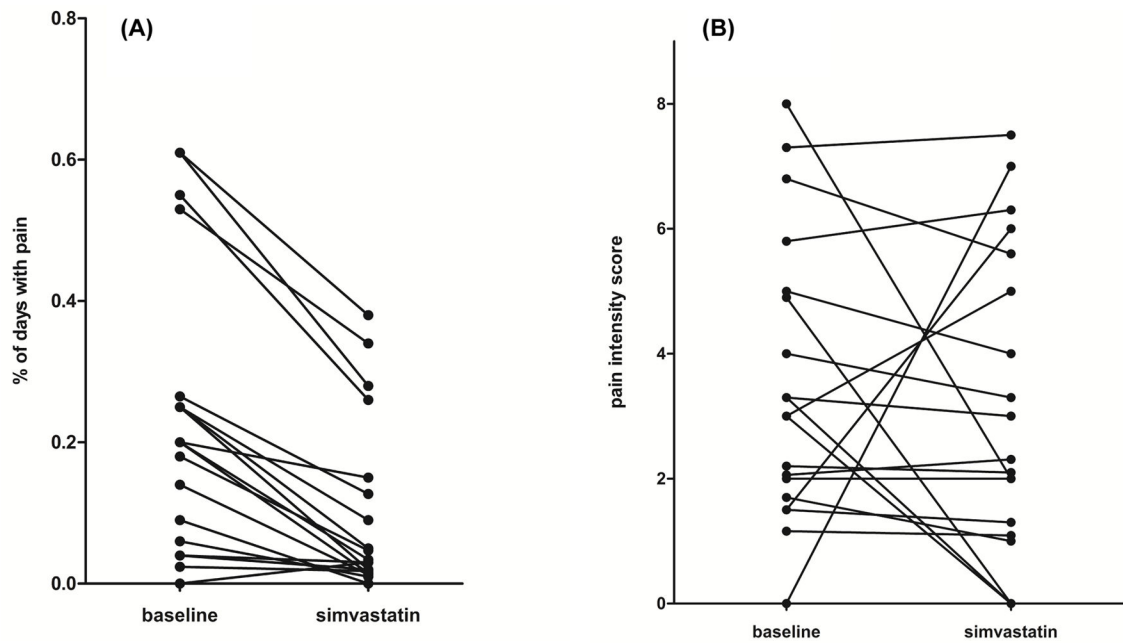 (A)
% of days with pain
0.8
0.6
0.4
0.2
0.0
baseline simvastatin
(B)
pain intensity score
8
6
4
2
0
baseline simvastatin